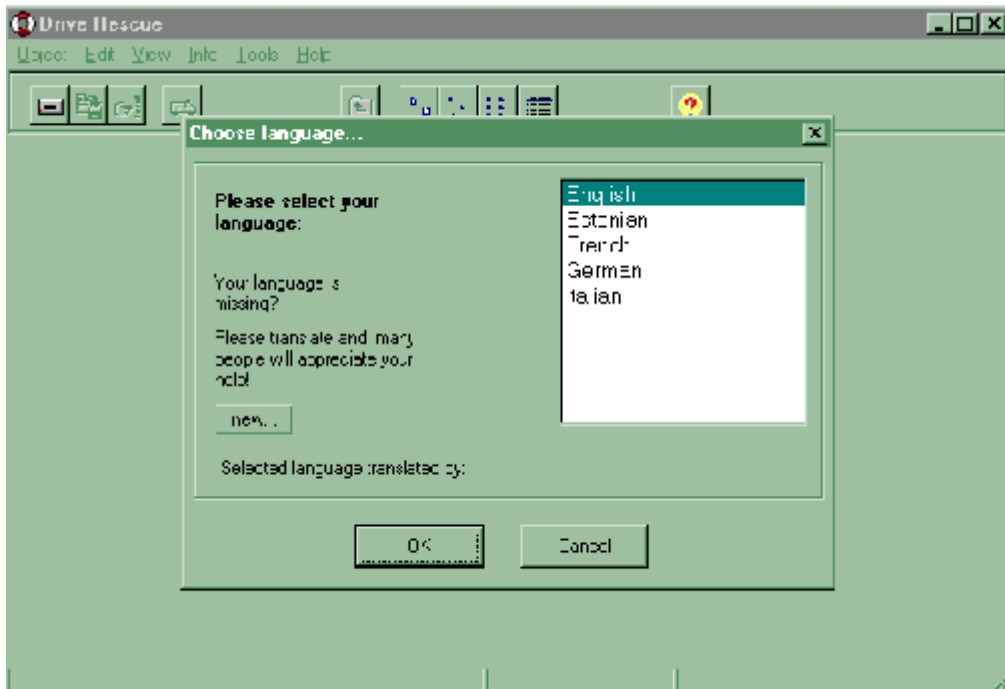 Drive Rescue
Object Edit View Info Tools Help
Choose language...
Please select your
language:
English
Estonian
French
German
Italian
Your language is
missing?
Please translate and many
people will appreciate your
help!
new...
Selected language translated by:
OK
Cancel